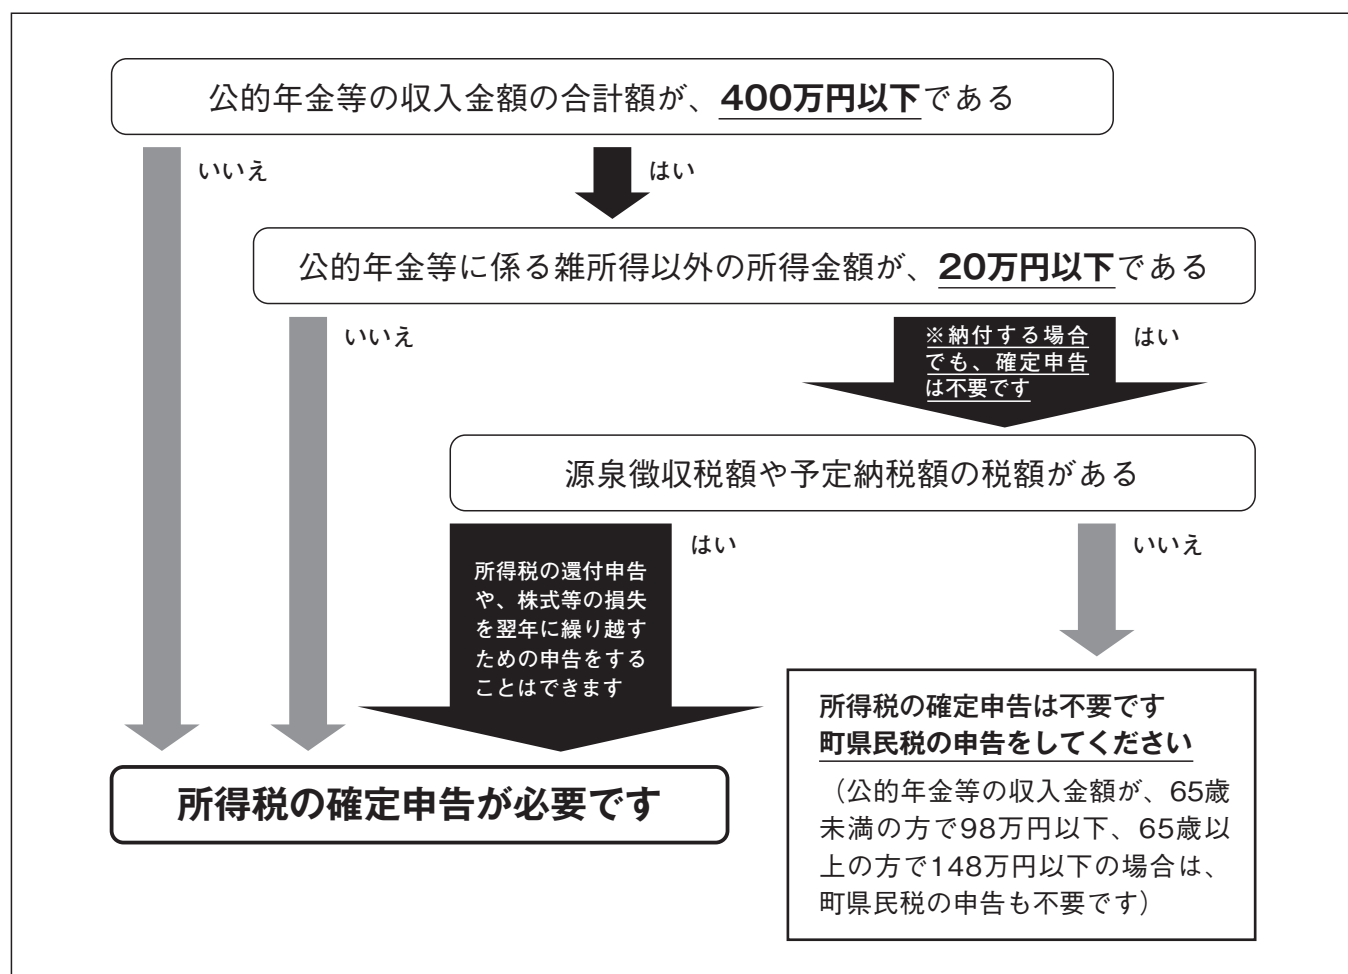 公的年金等の収入金額の合計額が、400万円以下である
いいえ
はい
公的年金等に係る雑所得以外の所得金額が、20万円以下である
いいえ
※納付する場合
でも、確定申告
は不要です
はい
源泉徴収税額や予定納税額の税額がある
所得税の還付申告
や、株式等の損失
を翌年に繰り越す
ための申告をする
ことはできます
はい
いいえ
所得税の確定申告が必要です
所得税の確定申告は不要です
町県民税の申告をしてください
（公的年金等の収入金額が、65歳
未満の方で98万円以下、65歳以
上の方で148万円以下の場合は、
町県民税の申告も不要です）